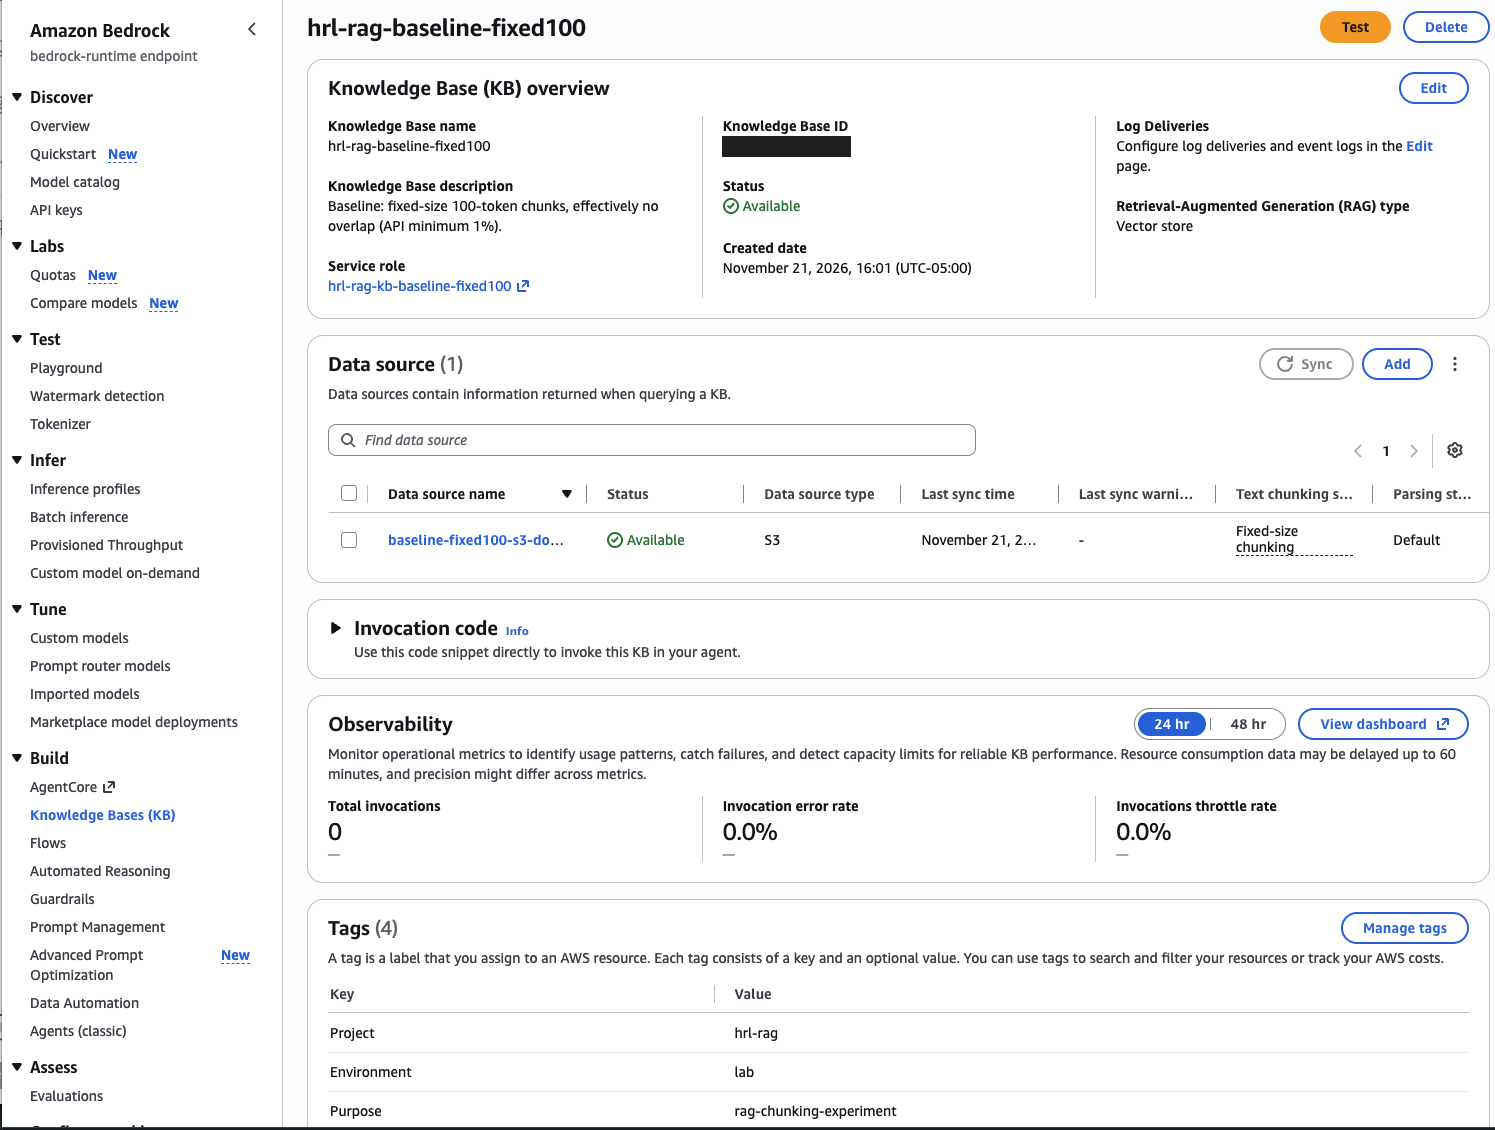 Amazon Bedrock
bedrock-runtime endpoint
Discover
Overview
Quickstart New
Model catalog
API keys
Labs
Quotas New
Compare models New
Test
Playground
Watermark detection
Tokenizer
Infer
Inference profiles
Batch inference
Provisioned Throughput
Custom model on-demand
Tune
Custom models
Prompt router models
Imported models
Marketplace model deployments
Build
AgentCore
Knowledge Bases (KB)
Flows
Automated Reasoning
Guardrails
Prompt Management
Advanced Prompt New
Optimization
Data Automation
Agents (classic)
Assess
Evaluations
hrl-rag-baseline-fixed100
Test
Delete
Knowledge Base (KB) overview
Edit
Knowledge Base name
hrl-rag-baseline-fixed100
Knowledge Base description
Baseline: fixed-size 100-token chunks, effectively no
overlap (API minimum 1%).
Service role
hrl-rag-kb-baseline-fixed100
Knowledge Base ID
Status
Available
Created date
November 21, 2026, 16:01 (UTC-05:00)
Log Deliveries
Configure log deliveries and event logs in the Edit
page.
Retrieval-Augmented Generation (RAG) type
Vector store
Data source (1)
Sync
Add
Data sources contain information returned when querying a KB.
Find data source
1
Data source name
Status
Data source type
Last sync time
Last sync warni...
Text chunking s...
Parsing st...
baseline-fixed100-s3-do...
Available
S3
November 21, 2...
-
Fixed-size
chunking
Default
Invocation code Info
Use this code snippet directly to invoke this KB in your agent.
Observability
24 hr
48 hr
View dashboard
Monitor operational metrics to identify usage patterns, catch failures, and detect capacity limits for reliable KB performance. Resource consumption data may be delayed up to 60
minutes, and precision might differ across metrics.
Total invocations
0
—
Invocation error rate
0.0%
—
Invocations throttle rate
0.0%
—
Tags (4)
Manage tags
A tag is a label that you assign to an AWS resource. Each tag consists of a key and an optional value. You can use tags to search and filter your resources or track your AWS costs.
Key
Value
Project
hrl-rag
Environment
lab
Purpose
rag-chunking-experiment